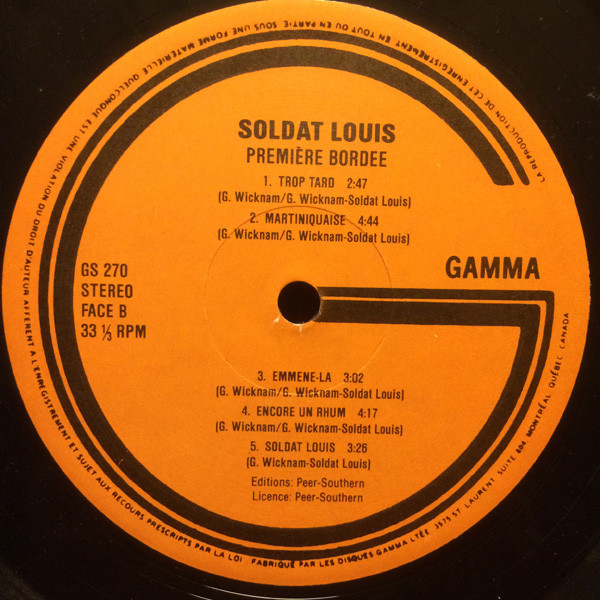 SOLDAT LOUIS
PREMIÈRE BORDEE
1. TROP TARD 2:47
(G. Wicknam/G. Wicknam-Soldat Louis)
2. MARTINIQUAISE 4:44
(G. Wicknam/G. Wicknam-Soldat Louis)
GS 270
STEREO
FACE B
33 ⅓ RPM
GAMMA
3. EMMENE-LA 3:02
(G. Wicknam/G. Wicknam-Soldat Louis)
4. ENCORE UN RHUM 4:17
(G. Wicknam/G. Wicknam-Soldat Louis)
5. SOLDAT LOUIS 3:26
(G. Wicknam-Soldat Louis)
Editions: Peer-Southern
Licence: Peer-Southern
LA REPRODUCTION DE CET ENREGISTREMENT EN TOUT OU EN PARTIE SOUS UNE FORME MATERIELLE QUELCONQUE EST UNE VIOLATION DU DROIT D'AUTEUR AFFERENT A L'ENREGISTREMENT ET SUJET AUX RECOURS PRESCRIPTS PAR LA LOI
FABRIQUÉ PAR LES DISQUES GAMMA LTÉE. 3575 ST. LAURENT SUITE 804 MONTRÉAL QUÉBEC CANADA